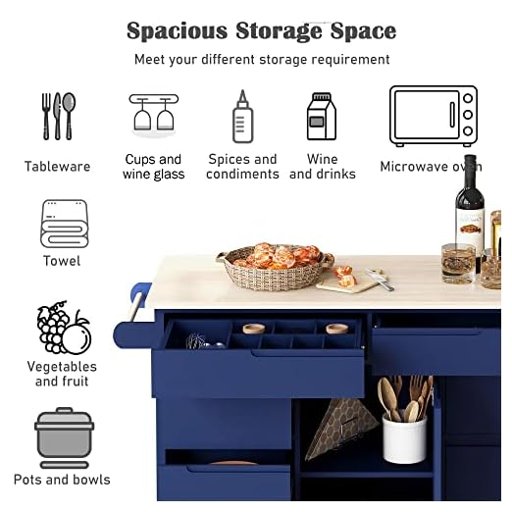 Spacious Storage Space
Meet your different storage requirement
Tableware
Cups and
wine glass
Spices and
condiments
Wine
and drinks
Microwave oven
Towel
Vegetables
and fruit
Pots and bowls